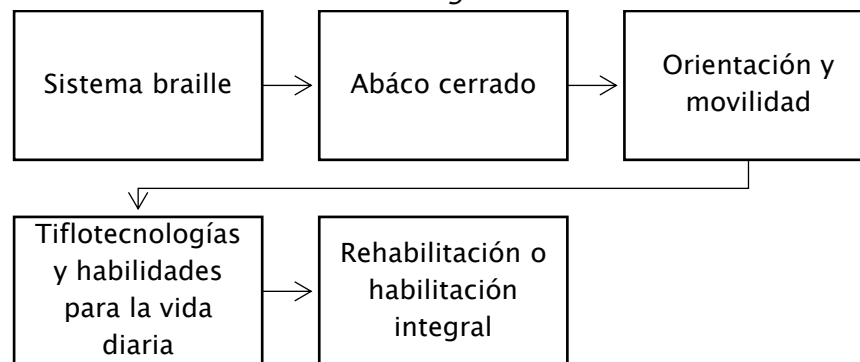 Sistema braille
Abáco cerrado
Orientación y
movilidad
Tiflotecnologías
y habilidades
para la vida
diaria
Rehabilitación o
habilitación
integral